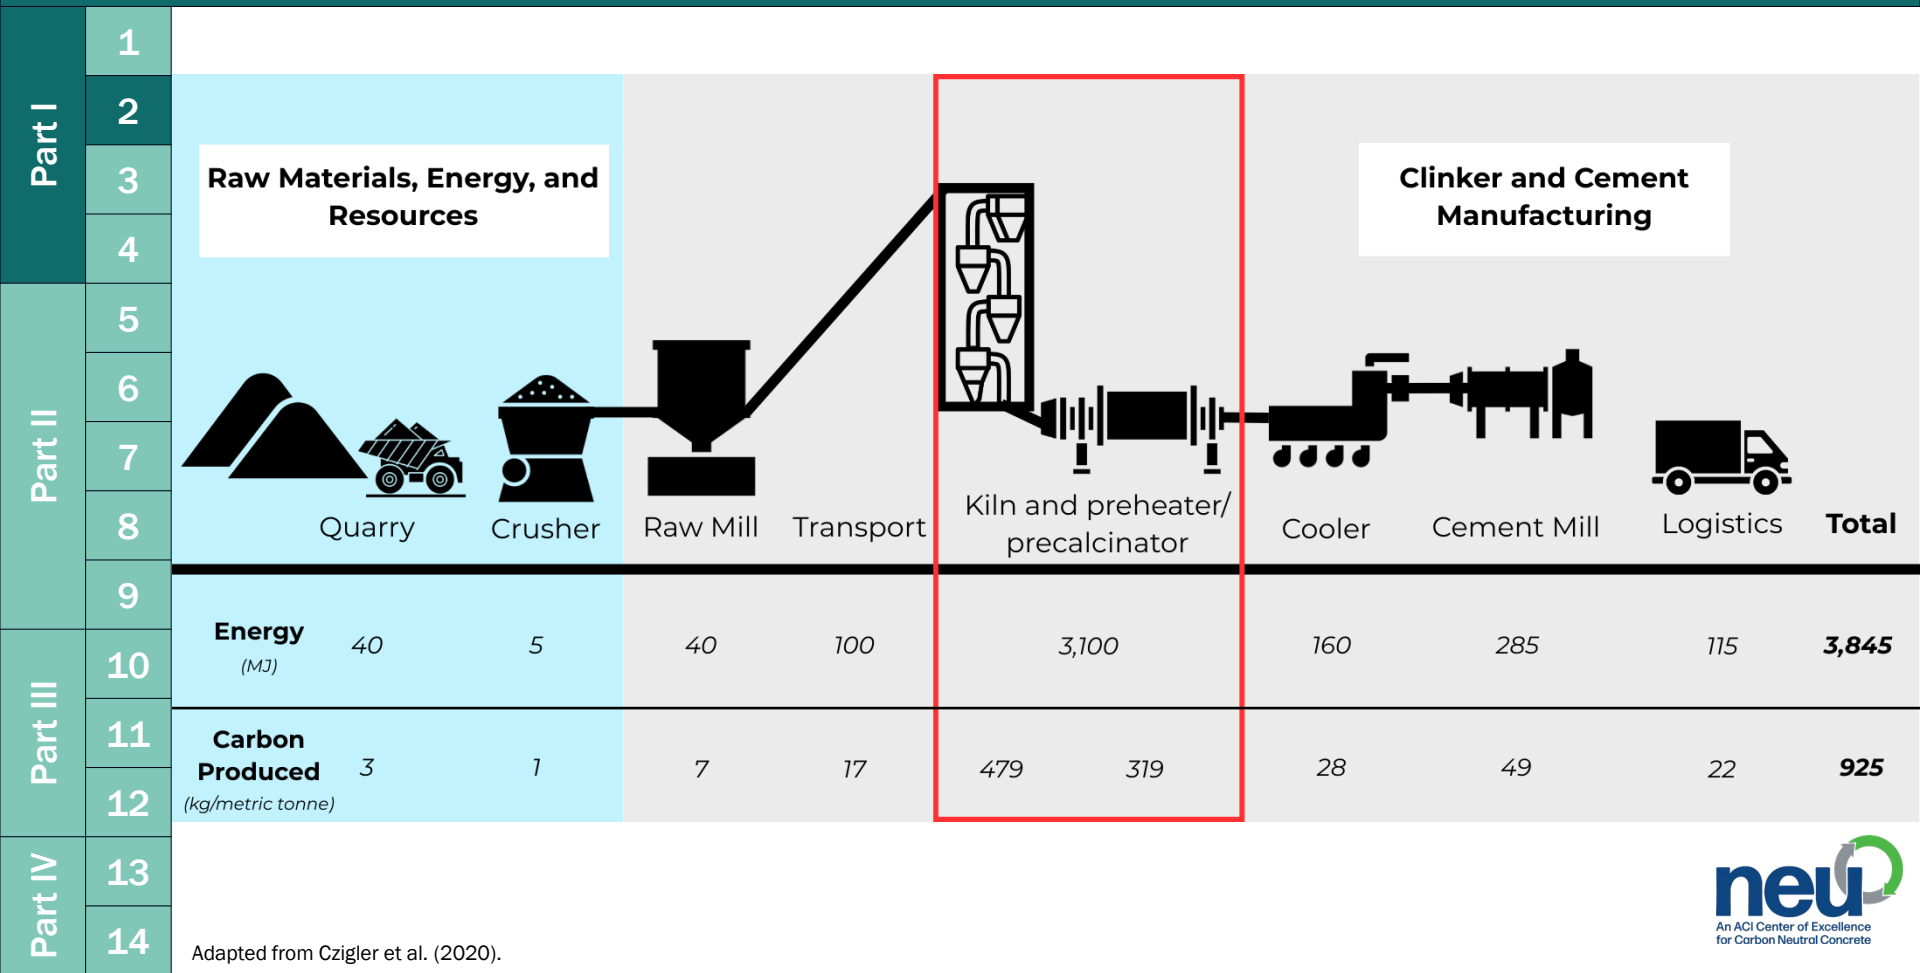 Part I
1
2
3
4
Part II
5
6
7
8
9
Part III
10
11
12
Part IV
13
14
Raw Materials, Energy, and
Resources
Clinker and Cement
Manufacturing
Quarry
Crusher
Raw Mill
Transport
Kiln and preheater/
precalcinator
Cooler
Cement Mill
Logistics
Total
Energy
(MJ)
40
5
40
100
3,100
160
285
115
3,845
Carbon
Produced
(kg/metric tonne)
3
1
7
17
479
319
28
49
22
925
Adapted from Czigler et al. (2020).
neu
An ACI Center of Excellence
for Carbon Neutral Concrete